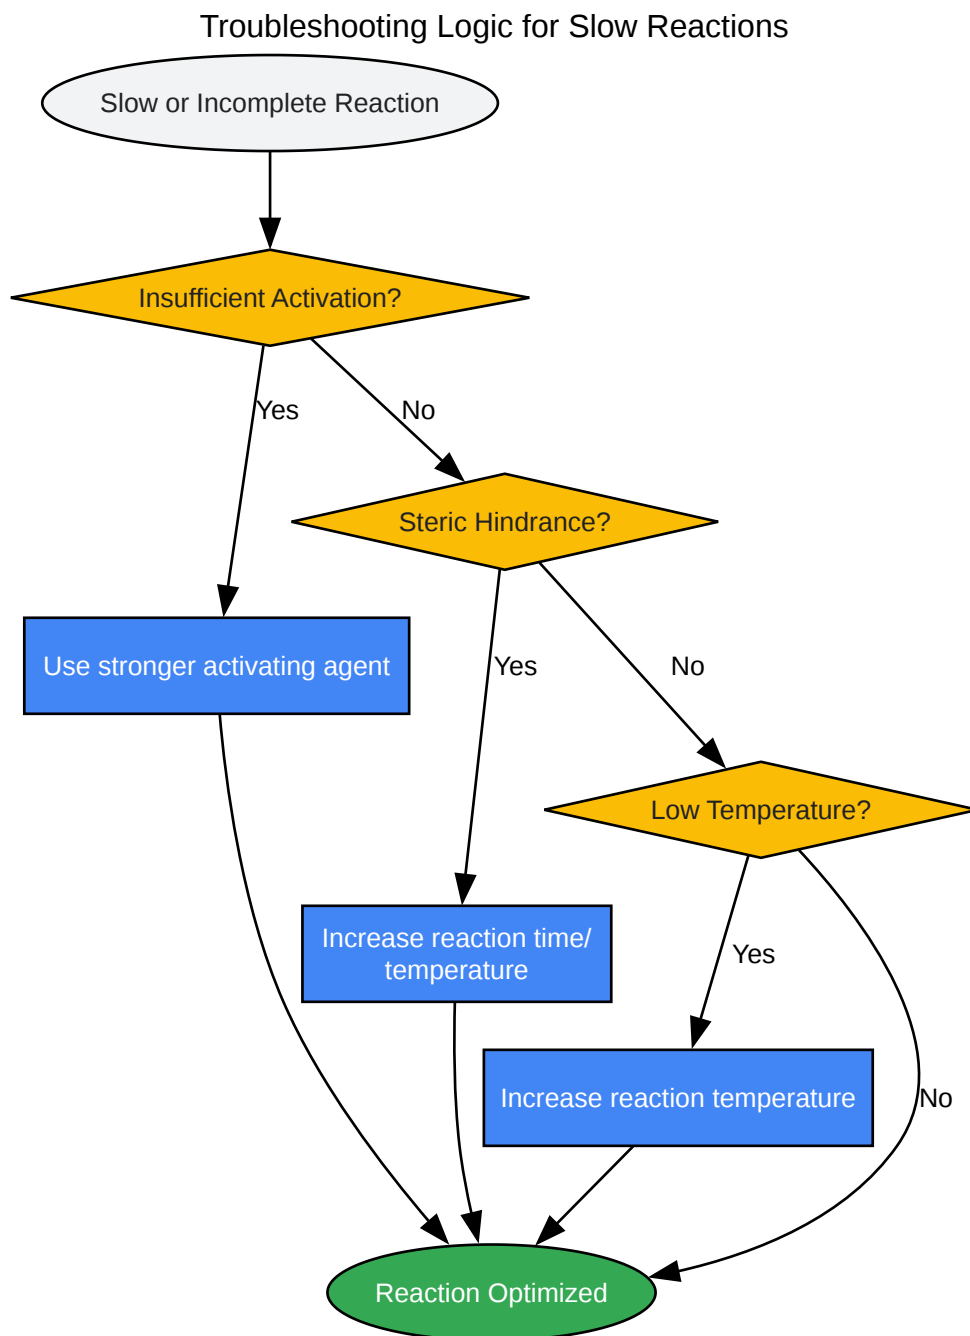 Troubleshooting Logic for Slow Reactions
Slow or Incomplete Reaction
Insufficient Activation?
Yes
No
Steric Hindrance?
Use stronger activating agent
Yes
No
Low Temperature?
Increase reaction time/
temperature
Yes
Increase reaction temperature
No
Reaction Optimized